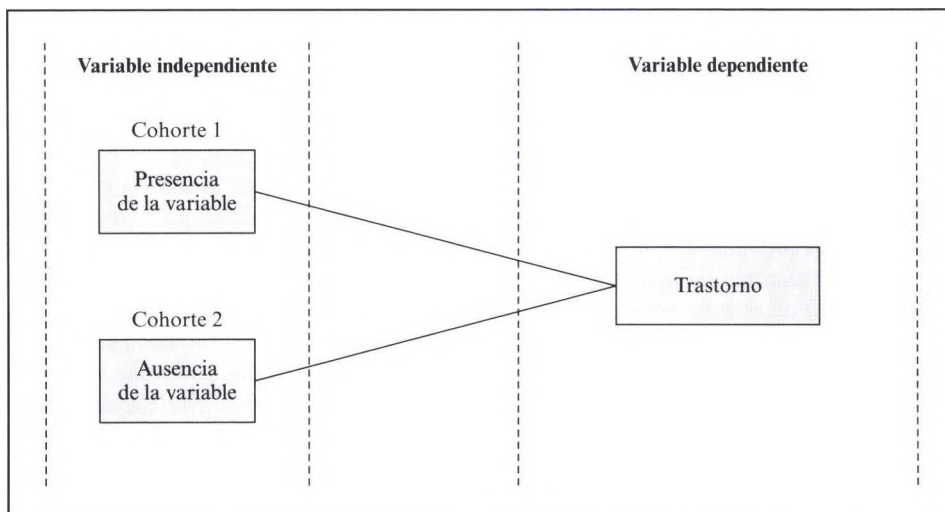 Variable independiente
Variable dependiente
Cohorte 1
Presencia
de la variable
Trastorno
Cohorte 2
Ausencia
de la variable